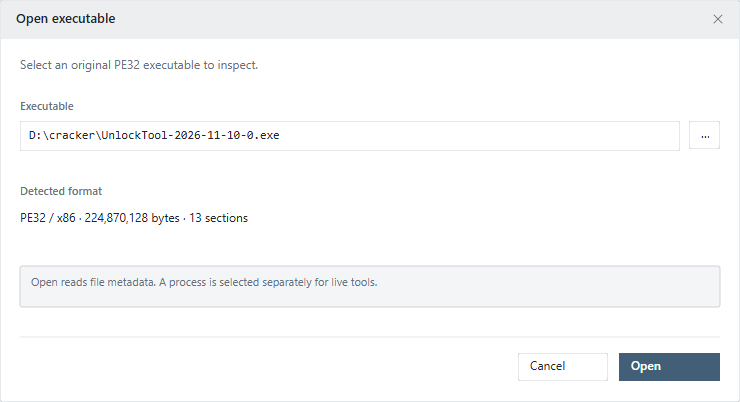 Open executable
Select an original PE32 executable to inspect.
Executable
D:\cracker\UnlockTool-2026-11-10-0.exe
...
Detected format
PE32 / x86 · 224,870,128 bytes · 13 sections
Open reads file metadata. A process is selected separately for live tools.
Cancel
Open